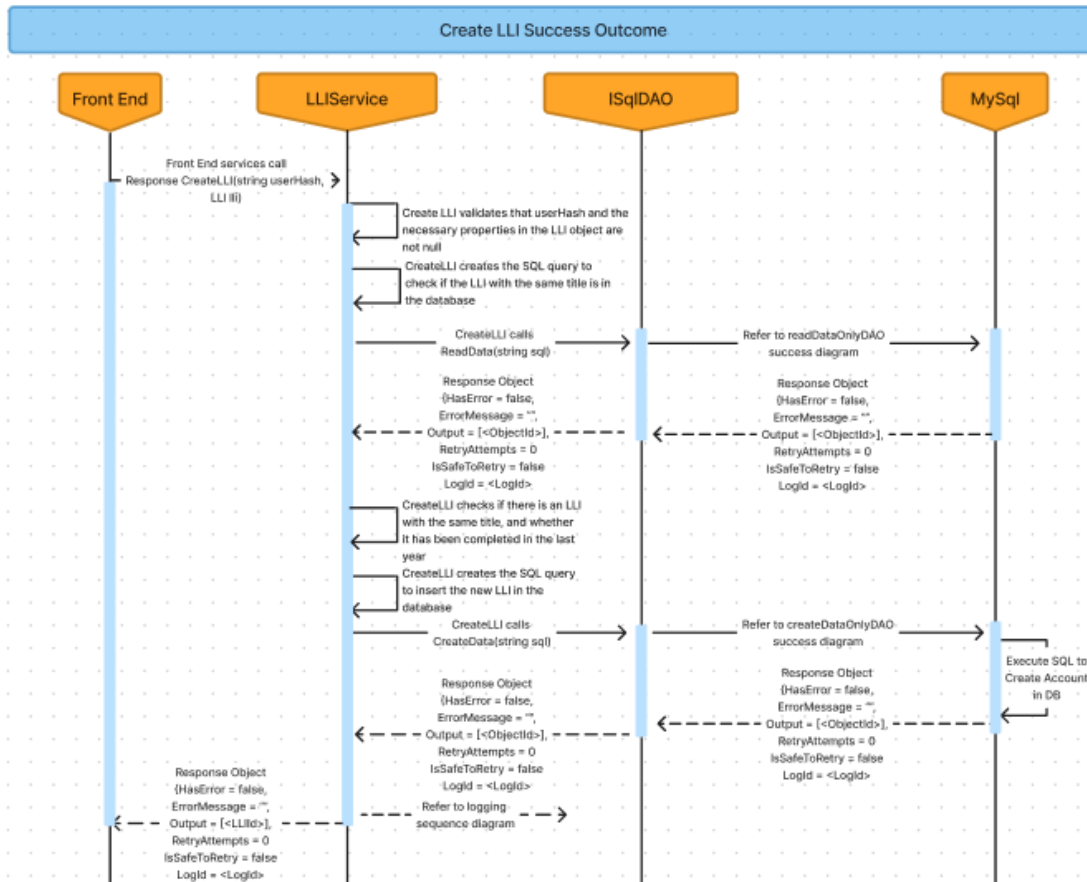 Create LLI Success Outcome
Front End
LLIService
ISqlDAO
MySql
Front End services call
Response CreateLLI(string userHash,
LLI lli)
Create LLI validates that userHash and the
necessary properties in the LLI object are
not null
CreateLLI creates the SQL query to
check if the LLI with the same title is in
the database
CreateLLI calls
ReadData(string sql)
Refer to readDataOnlyDAO
success diagram
Response Object
{HasError = false,
ErrorMessage = "",
Output = [<ObjectId>],
RetryAttempts = 0
IsSafeToRetry = false
LogId = <LogId>
Response Object
{HasError = false,
ErrorMessage = "",
Output = [<ObjectId>],
RetryAttempts = 0
IsSafeToRetry = false
LogId = <LogId>
CreateLLI checks if there is an LLI
with the same title, and whether
it has been completed in the last
year
CreateLLI creates the SQL query
to insert the new LLI in the
database
CreateLLI calls
CreateData(string sql)
Refer to createDataOnlyDAO
success diagram
Execute SQL to
Create Account
in DB
Response Object
{HasError = false,
ErrorMessage = "",
Output = [<ObjectId>],
RetryAttempts = 0
IsSafeToRetry = false
LogId = <LogId>
Response Object
{HasError = false,
ErrorMessage = "",
Output = [<ObjectId>],
RetryAttempts = 0
IsSafeToRetry = false
LogId = <LogId>
Refer to logging
sequence diagram
Response Object
{HasError = false,
ErrorMessage = "",
Output = [<LLIId>],
RetryAttempts = 0
IsSafeToRetry = false
LogId = <LogId>